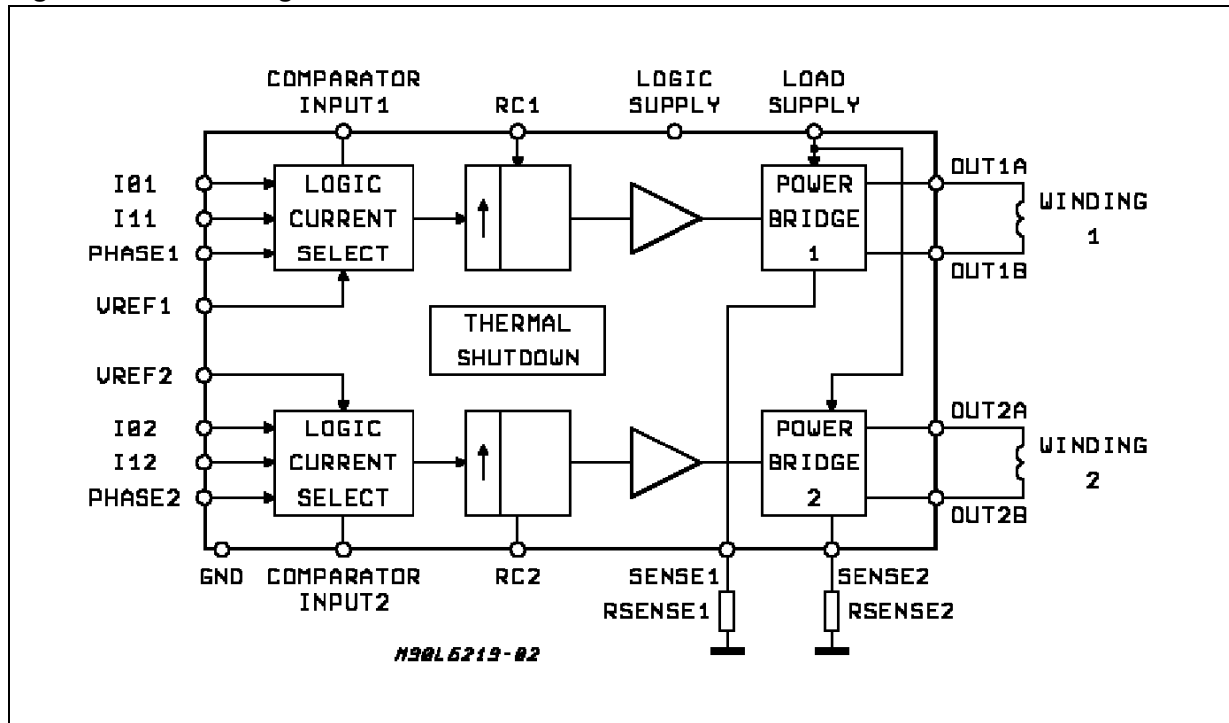 COMPARATOR INPUT1
RC1
LOGIC SUPPLY
LOAD SUPPLY
I01
I11
PHASE1
VREF1
LOGIC
CURRENT
SELECT
POWER
BRIDGE
1
OUT1A
OUT1B
WINDING
1
THERMAL
SHUTDOWN
VREF2
I02
I12
PHASE2
LOGIC
CURRENT
SELECT
POWER
BRIDGE
2
OUT2A
OUT2B
WINDING
2
GND
COMPARATOR
INPUT2
RC2
SENSE1
SENSE2
RSENSE1
RSENSE2
M90L6219-02